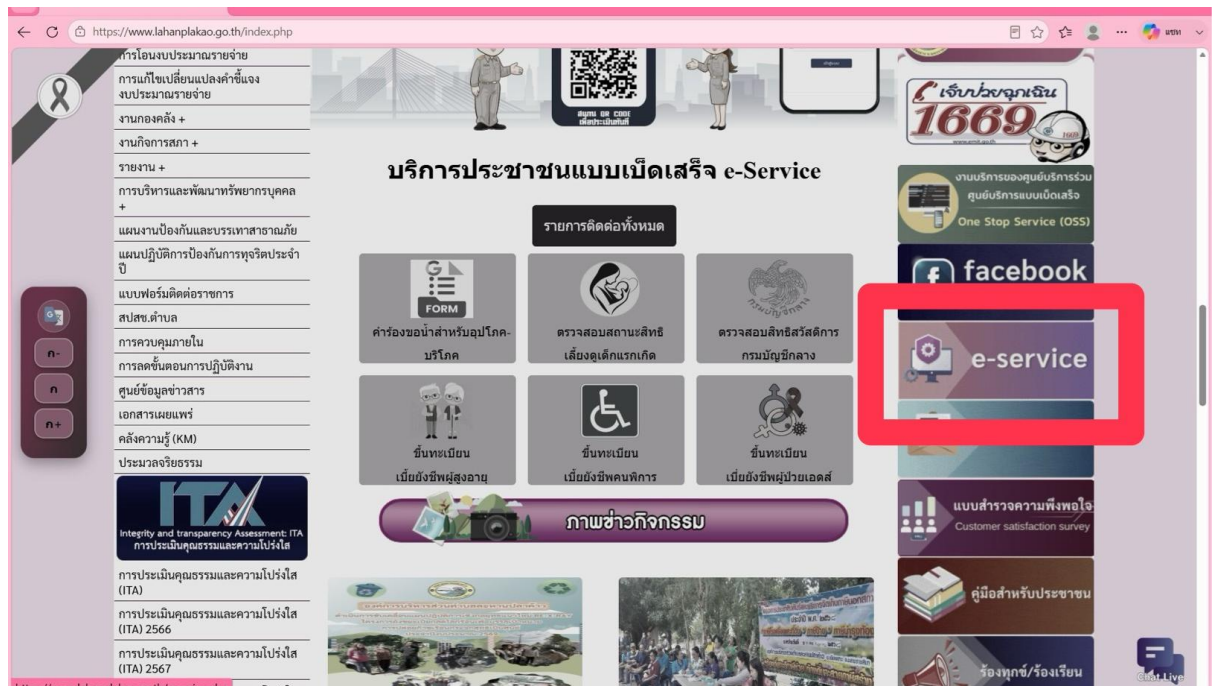 https://www.lahanplakao.go.th/index.php
แชท
การโอนงบประมาณรายจ่าย
การแก้ไขเปลี่ยนแปลงคำชี้แจง
งบประมาณรายจ่าย
งานกองคลัง +
งานกิจการสภา +
รายงาน +
การบริหารและพัฒนาทรัพยากรบุคคล
+
แผนงานป้องกันและบรรเทาสาธาณภัย
แผนปฏิบัติการป้องกันการทุจริตประจำ
ปี
แบบฟอร์มติดต่อราชการ
สปสช.ตำบล
การควบคุมภายใน
การลดขั้นตอนการปฏิบัติงาน
ศูนย์ข้อมูลข่าวสาร
เอกสารเผยแพร่
คลังความรู้ (KM)
ประมวลจริยธรรม
ITA
Integrity and transparency Assessment: ITA
การประเมินคุณธรรมและความโปร่งใส
การประเมินคุณธรรมและความโปร่งใส
(ITA)
การประเมินคุณธรรมและความโปร่งใส
(ITA) 2566
การประเมินคุณธรรมและความโปร่งใส
(ITA) 2567
ก-
ก
ก+
สแกน QR CODE
เพื่อประเมินทันที
บริการประชาชนแบบเบ็ดเสร็จ e-Service
รายการติดต่อทั้งหมด
FORM
คำร้องขอน้ำสำหรับอุปโภค-
บริโภค
ตรวจสอบสถานะสิทธิ
เลี้ยงดูเด็กแรกเกิด
กรมบัญชีกลาง
ตรวจสอบสิทธิสวัสดิการ
กรมบัญชีกลาง
ขึ้นทะเบียน
เบี้ยยังชีพผู้สูงอายุ
ขึ้นทะเบียน
เบี้ยยังชีพคนพิการ
ขึ้นทะเบียน
เบี้ยยังชีพผู้ป่วยเอดส์
ภาพข่าวกิจกรรม
เจ็บป่วยฉุกเฉิน
1669
1669
งานบริการของศูนย์บริการร่วม
ศูนย์บริการแบบเบ็ดเสร็จ
One Stop Service (OSS)
facebook
e-service
แบบสำรวจความพึงพอใจ
Customer satisfaction survey
คู่มือสำหรับประชาชน
ร้องทุกข์/ร้องเรียน
Chat Live